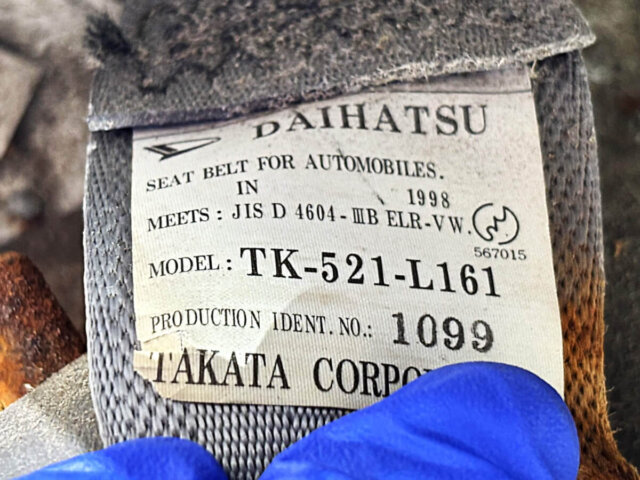 DAIHATSU
SEAT BELT FOR AUTOMOBILES.
IN 1998
MEETS: JIS D 4604-ⅢB ELR-VW.
567015
MODEL: TK-521-L161
PRODUCTION IDENT. NO.: 1099
TAKATA